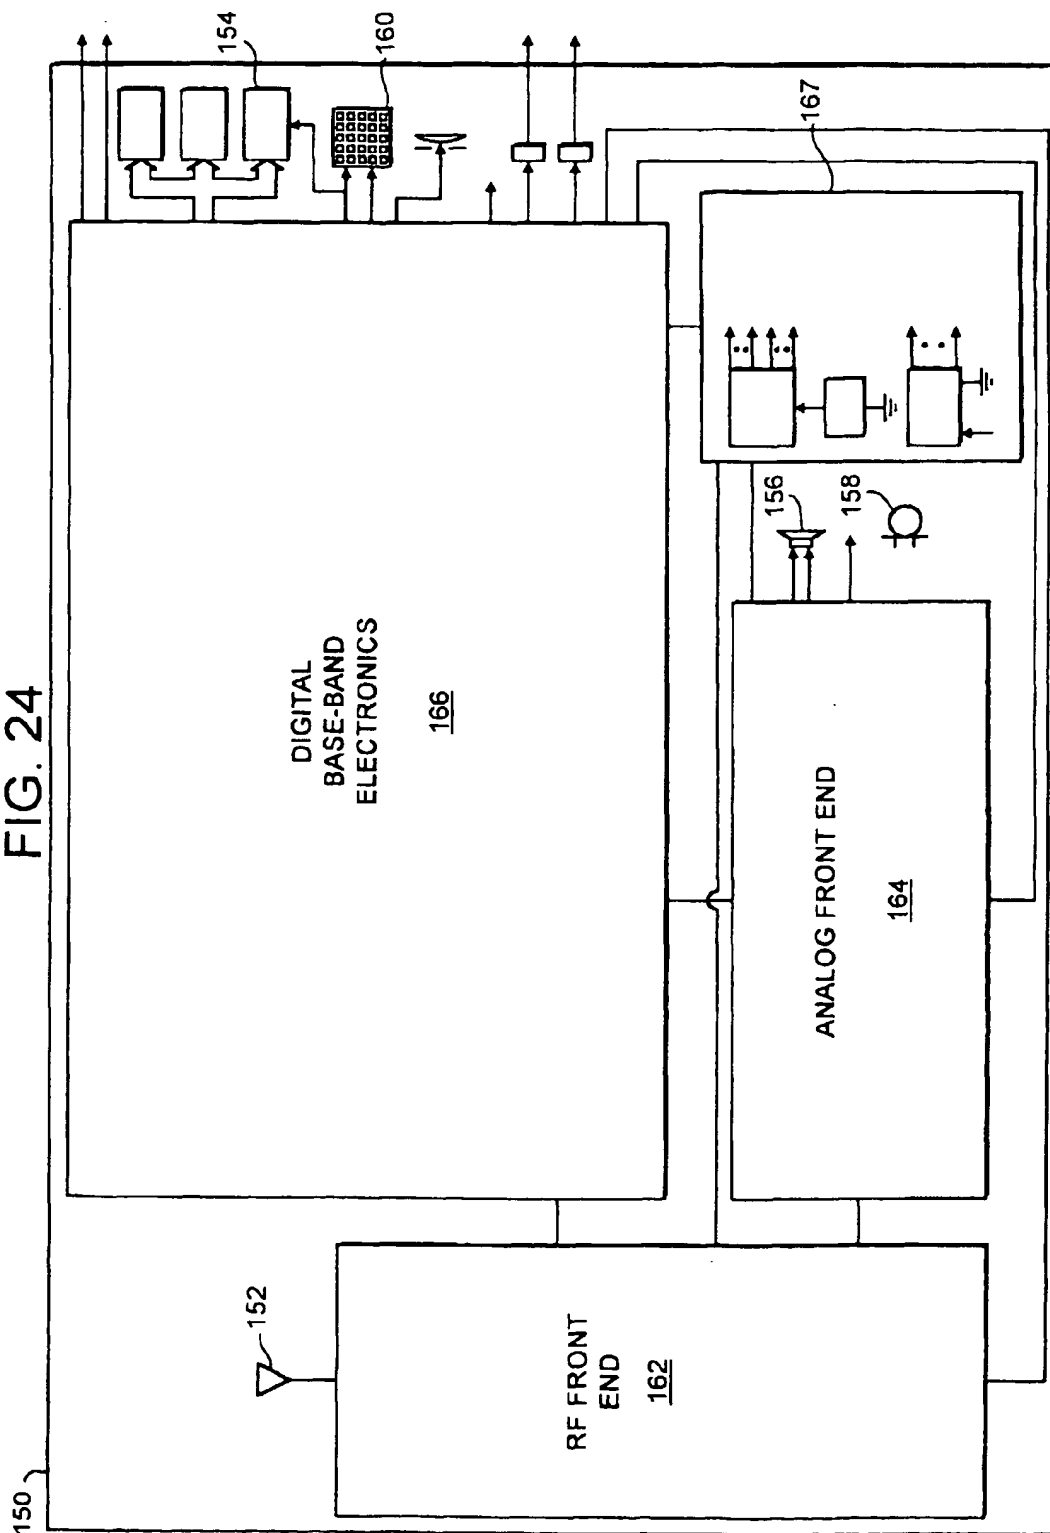 FIG. 24
150
152
RF FRONT
END
162
DIGITAL
BASE-BAND
ELECTRONICS
166
ANALOG FRONT END
164
154
160
156
158
167